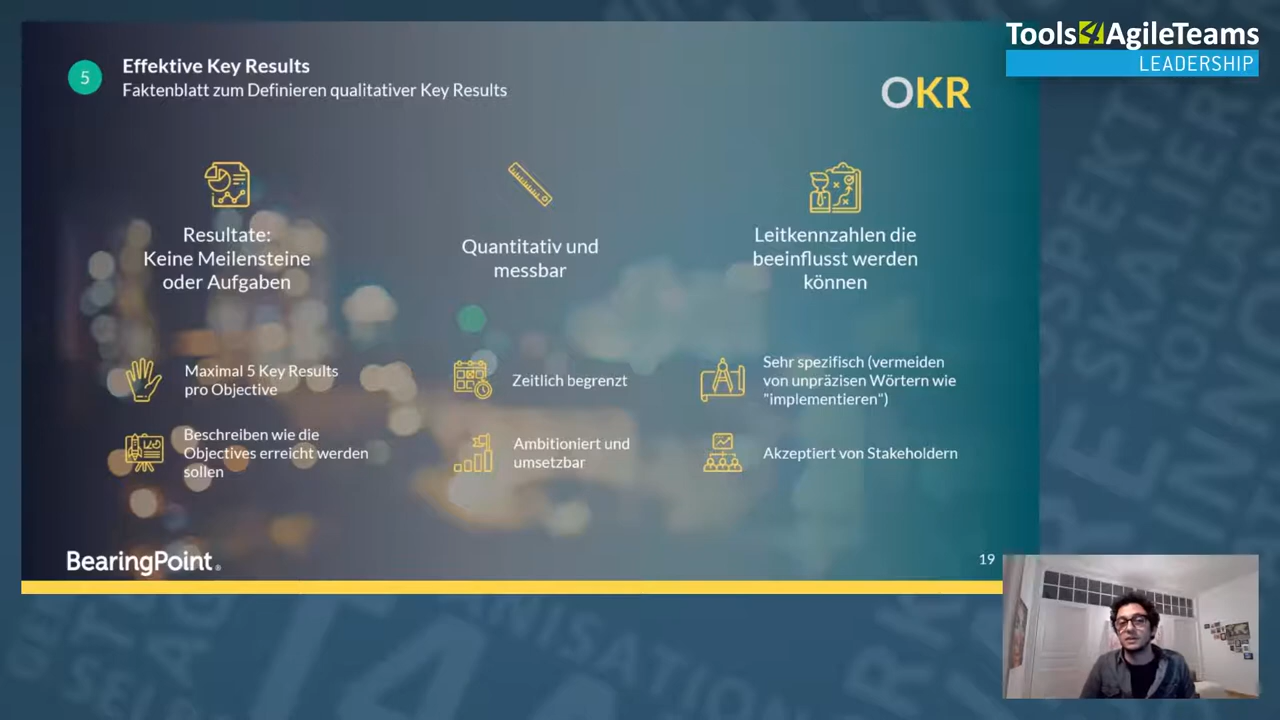 Tools4AgileTeams
LEADERSHIP
5
Effektive Key Results
Faktenblatt zum Definieren qualitativer Key Results
OKR
Resultate:
Keine Meilensteine
oder Aufgaben
Quantitativ und
messbar
Leitkennzahlen die
beeinflusst werden
können
Maximal 5 Key Results
pro Objective
Zeitlich begrenzt
Sehr spezifisch (vermeiden
von unpräzisen Wörtern wie
"implementieren")
Beschreiben wie die
Objectives erreicht werden
sollen
Ambitioniert und
umsetzbar
Akzeptiert von Stakeholdern
BearingPoint®
19